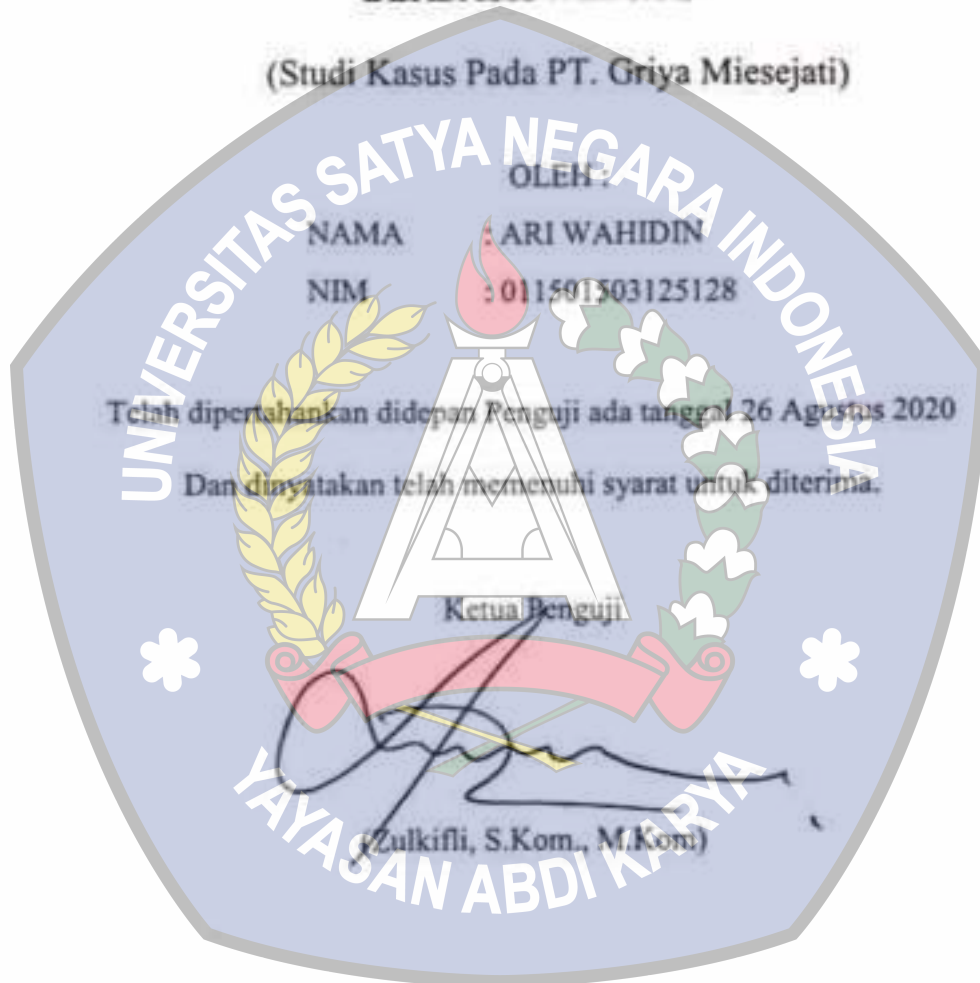 (Studi Kasus Pada PT. Griya Miesejati)
UNIVERSITAS SATYA NEGARA INDONESIA
OLEH :
NAMA : ARI WAHIDIN
NIM : 011501503125128
Telah dipertahankan didepan Penguji ada tanggal 26 Agustus 2020
Dan dinyatakan telah memenuhi syarat untuk diterima.
Ketua Penguji
(Zulkifli, S.Kom., M.Kom)
YAYASAN ABDI KARYA